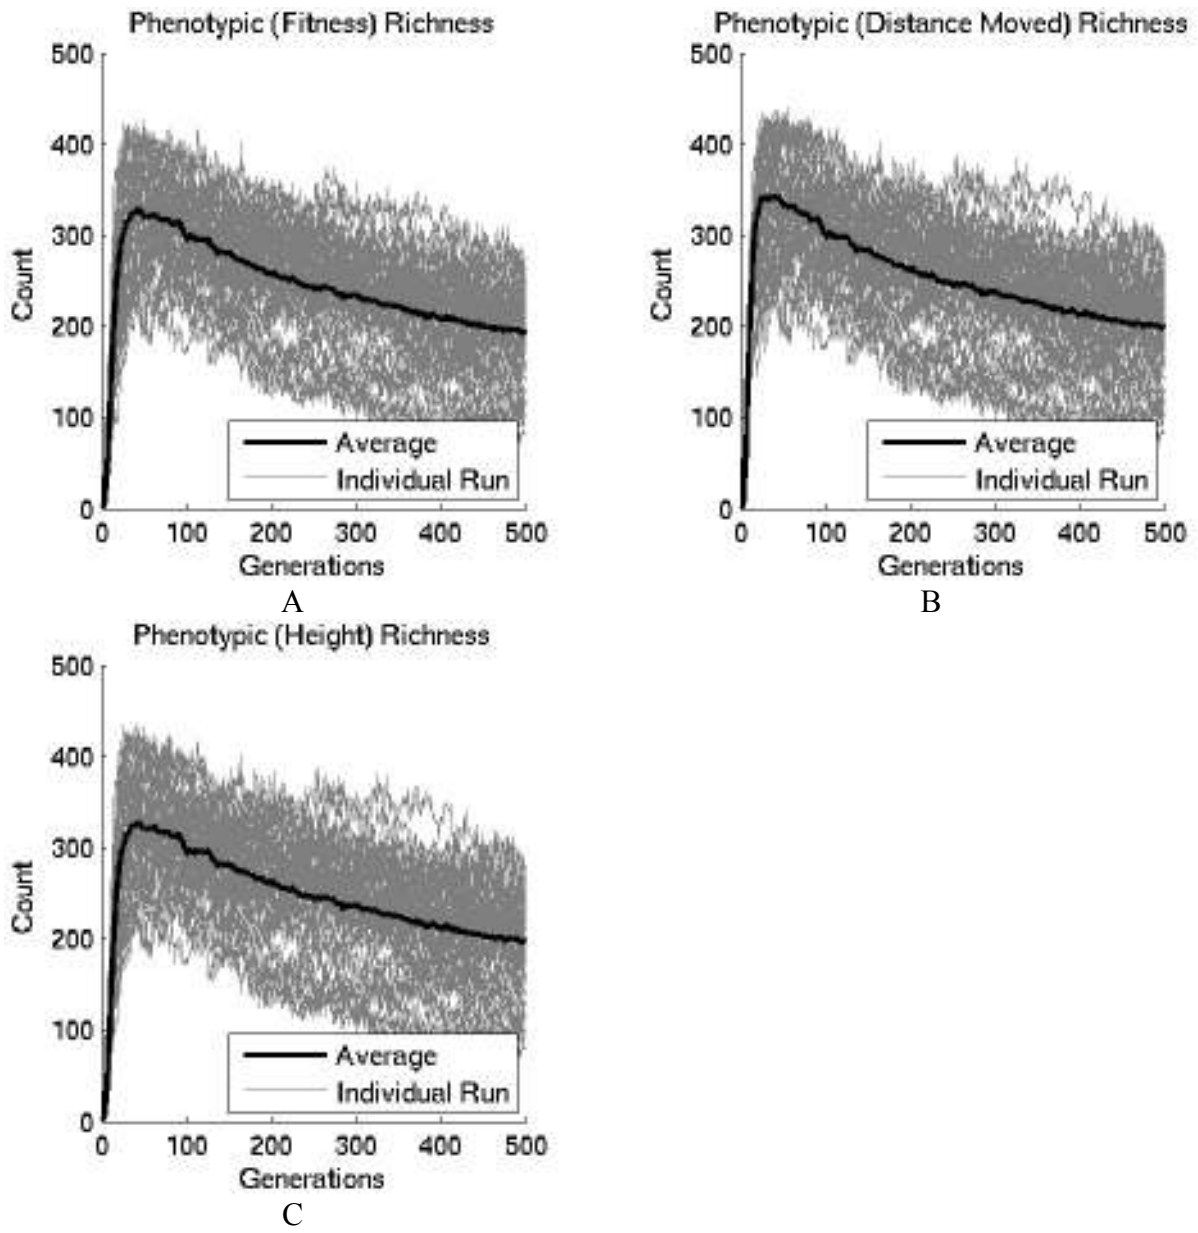 Phenotypic (Fitness) Richness
500
400
300
200
100
0
Count
Average
Individual Run
0 100 200 300 400 500
Generations
A
Phenotypic (Distance Moved) Richness
500
400
300
200
100
0
Count
Average
Individual Run
0 100 200 300 400 500
Generations
B
Phenotypic (Height) Richness
500
400
300
200
100
0
Count
Average
Individual Run
0 100 200 300 400 500
Generations
C